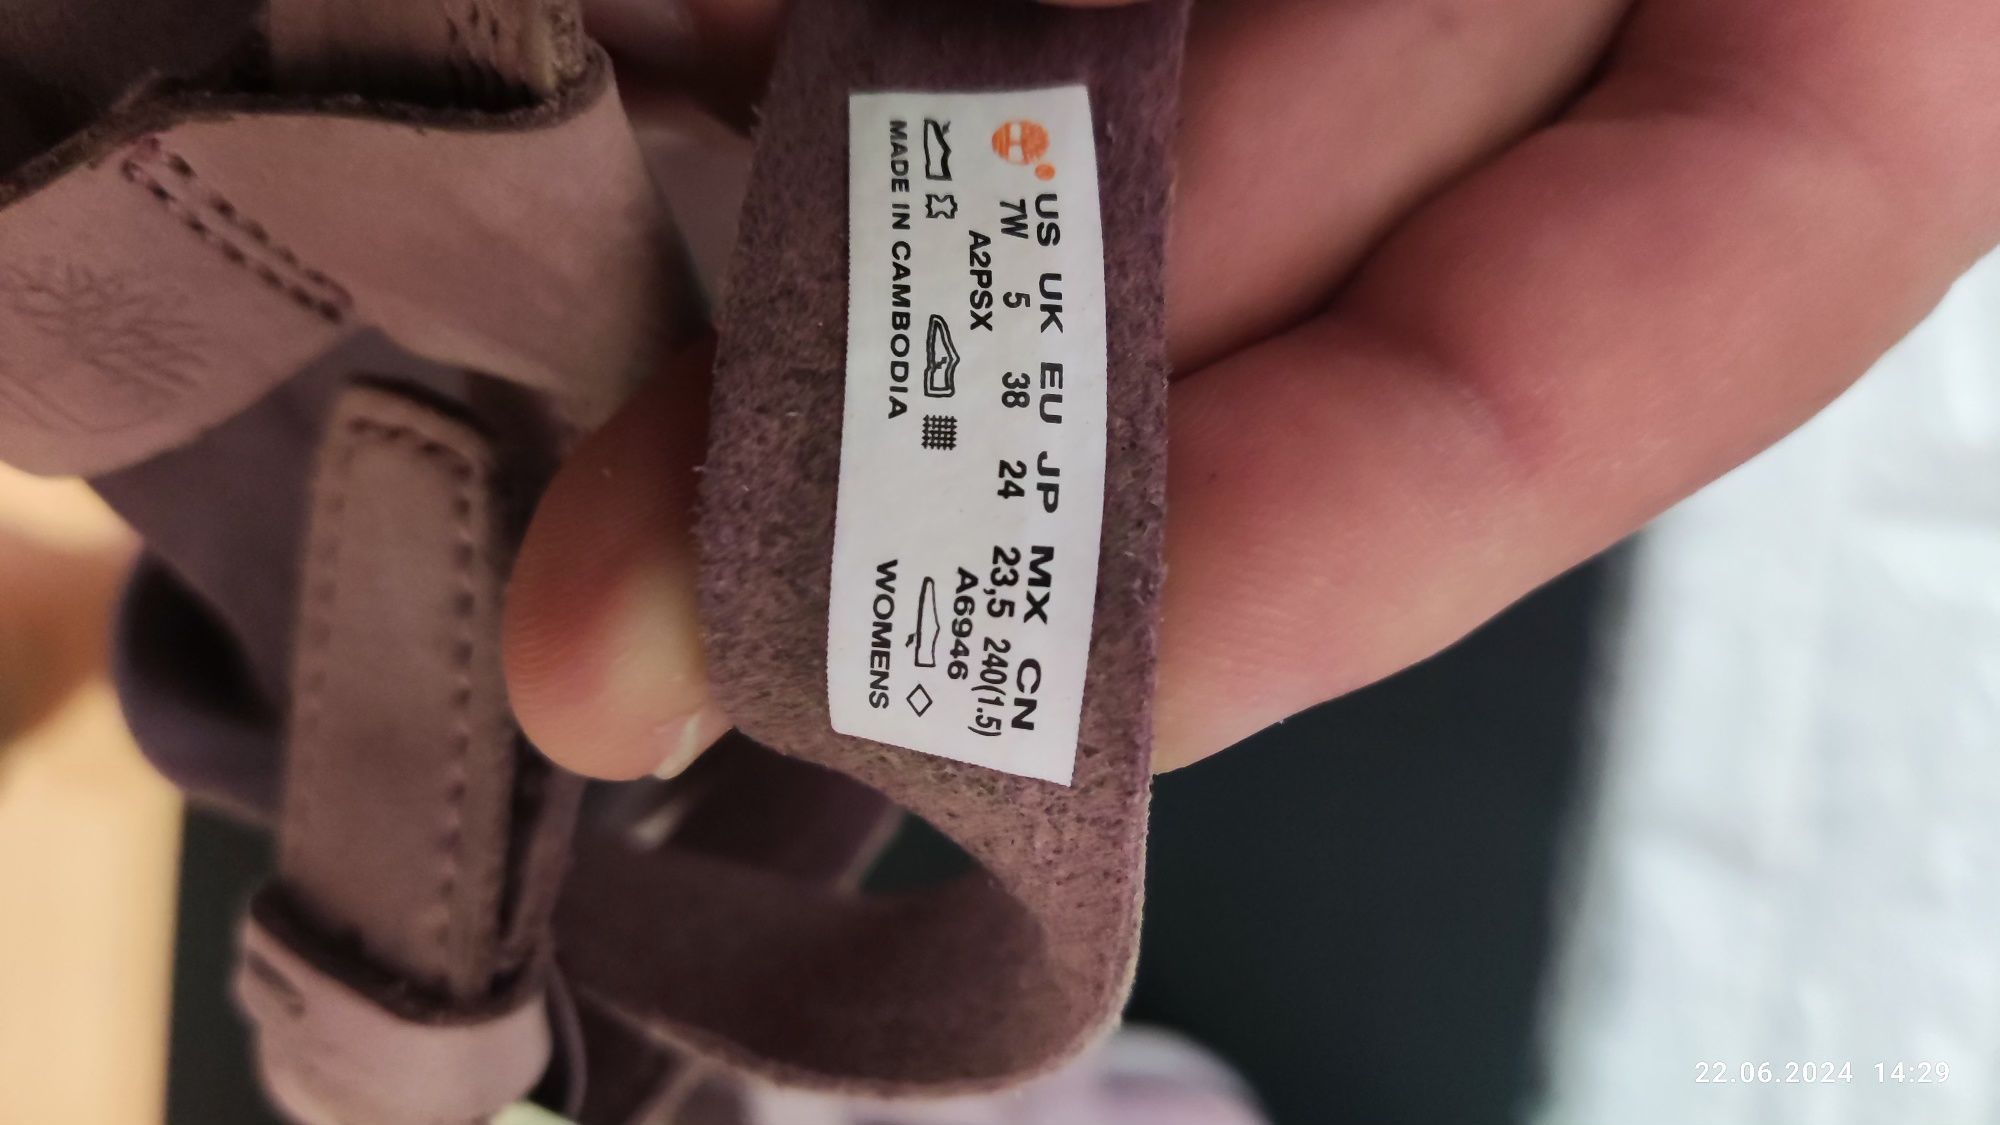 US UK EU JP MX CN
7W 5 38 24 23,5 240(1.5)
A2PSX A6946
MADE IN CAMBODIA WOMENS
22.06.2024 14:29